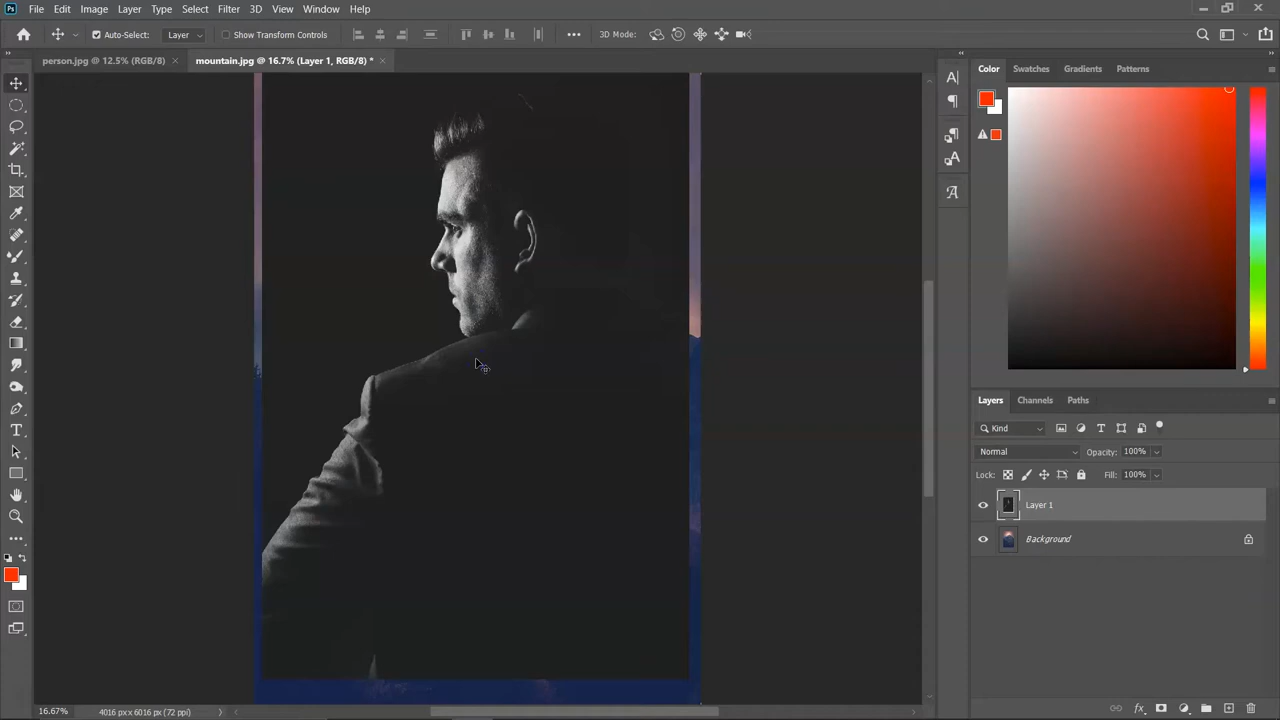 Ps File Edit Image Layer Type Select Filter 3D View Window Help
Auto-Select: Layer Show Transform Controls 3D Mode:
person.jpg @ 12.5% (RGB/8) × mountain.jpg @ 16.7% (Layer 1, RGB/8) * ×
Color Swatches Gradients Patterns
Layers Channels Paths
Kind
Normal Opacity: 100%
Lock: Fill: 100%
Layer 1
Background
16.67% 4016 px x 6016 px (72 ppi)